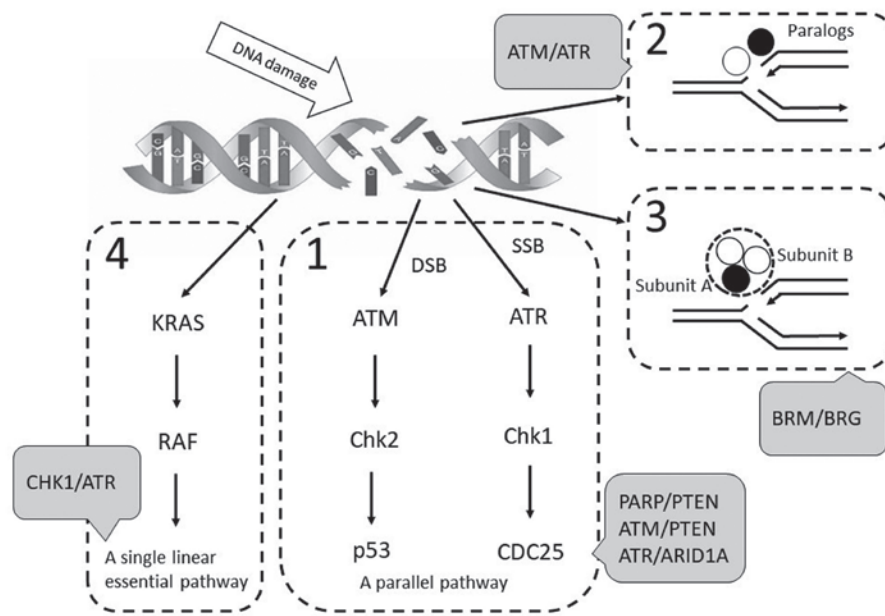 DNA damage
ATM/ATR
2
Paralogs
3
Subunit B
Subunit A
BRM/BRG
4
KRAS
RAF
CHK1/ATR
A single linear
essential pathway
1
DSB
SSB
ATM
ATR
Chk2
Chk1
p53
CDC25
A parallel pathway
PARP/PTEN
ATM/PTEN
ATR/ARID1A